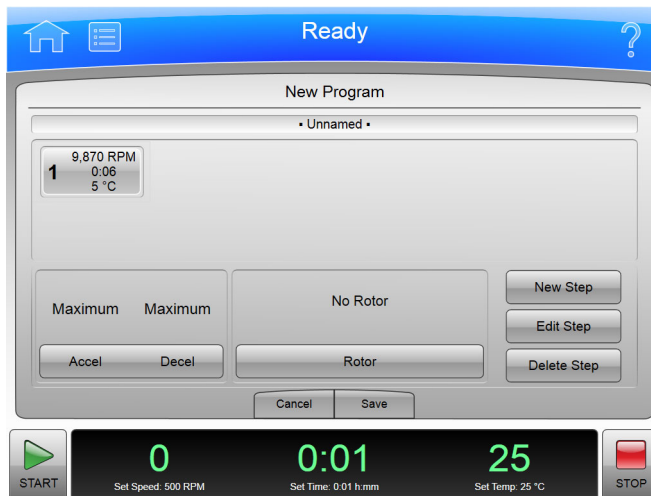 Ready
?
New Program
▪ Unnamed ▪
1
9,870 RPM
0:06
5 °C
Maximum Maximum
Accel Decel
No Rotor
Rotor
New Step
Edit Step
Delete Step
Cancel Save
START
0
Set Speed: 500 RPM
0:01
Set Time: 0:01 h:mm
25
Set Temp: 25 °C
STOP